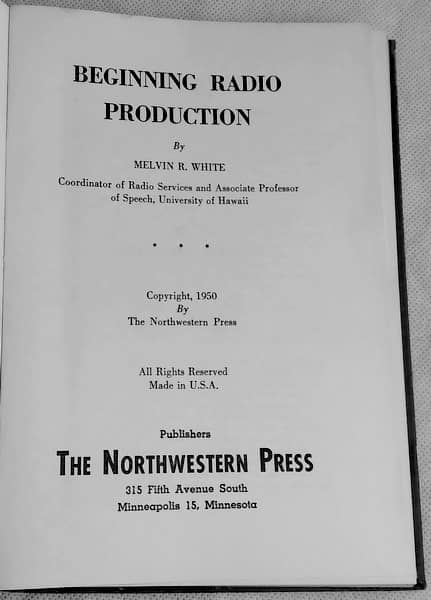 BEGINNING RADIO
PRODUCTION
By
MELVIN R. WHITE
Coordinator of Radio Services and Associate Professor
of Speech, University of Hawaii
• • •
Copyright, 1950
By
The Northwestern Press
All Rights Reserved
Made in U.S.A.
Publishers
THE NORTHWESTERN PRESS
315 Fifth Avenue South
Minneapolis 15, Minnesota